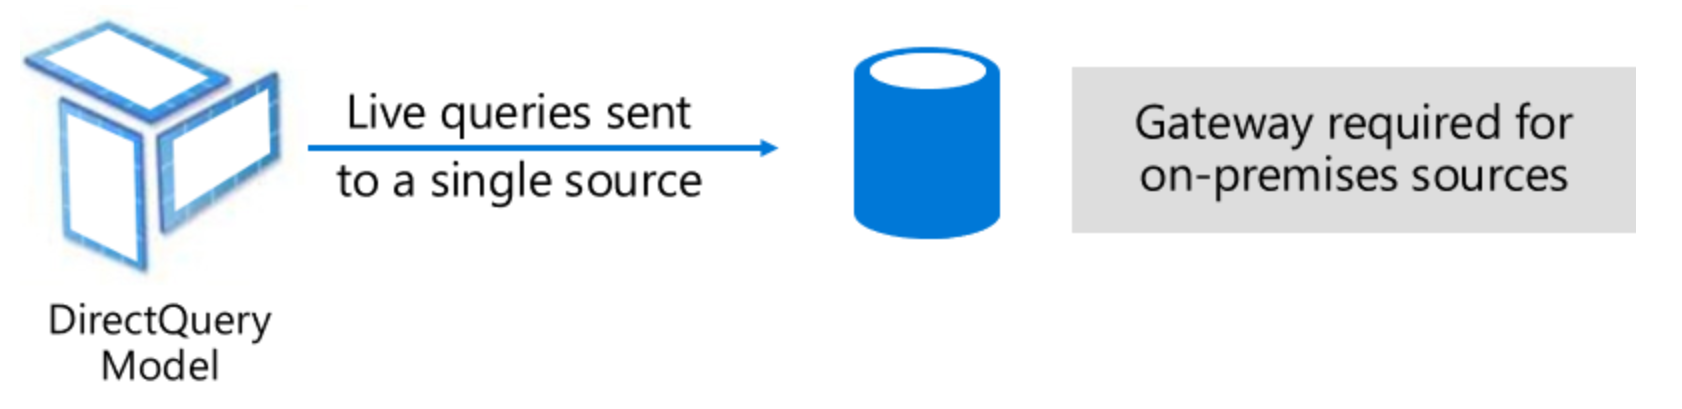 Live queries sent
to a single source
Gateway required for
on-premises sources
DirectQuery
Model